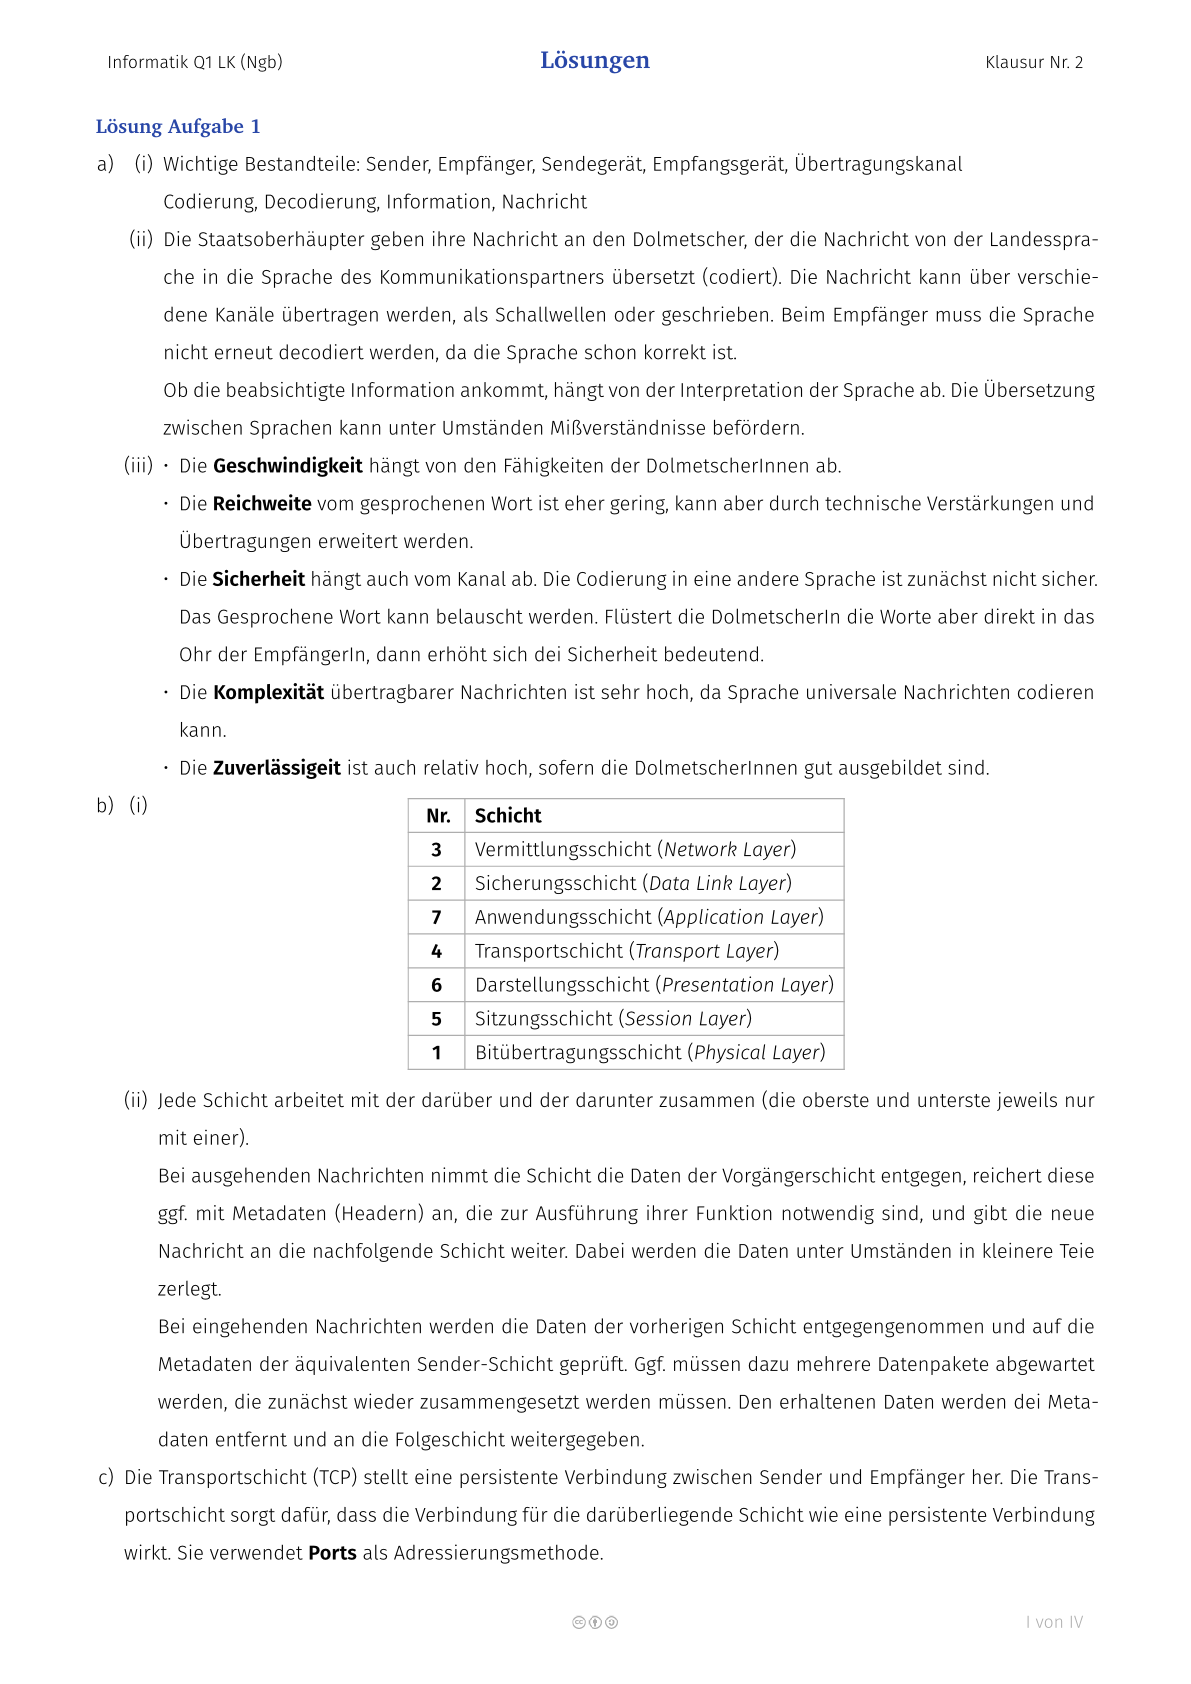 Informatik Q1 LK (Ngb) Lösungen Klausur Nr. 2
Lösung Aufgabe 1
a) (i) Wichtige Bestandteile: Sender, Empfänger, Sendegerät, Empfangsgerät, Übertragungskanal
Codierung, Decodierung, Information, Nachricht
(ii) Die Staatsoberhäupter geben ihre Nachricht an den Dolmetscher, der die Nachricht von der Landesspra-
che in die Sprache des Kommunikationspartners übersetzt (codiert). Die Nachricht kann über verschie-
dene Kanäle übertragen werden, als Schallwellen oder geschrieben. Beim Empfänger muss die Sprache
nicht erneut decodiert werden, da die Sprache schon korrekt ist.
Ob die beabsichtigte Information ankommt, hängt von der Interpretation der Sprache ab. Die Übersetzung
zwischen Sprachen kann unter Umständen Mißverständnisse befördern.
(iii) • Die Geschwindigkeit hängt von den Fähigkeiten der DolmetscherInnen ab.
• Die Reichweite vom gesprochenen Wort ist eher gering, kann aber durch technische Verstärkungen und
Übertragungen erweitert werden.
• Die Sicherheit hängt auch vom Kanal ab. Die Codierung in eine andere Sprache ist zunächst nicht sicher.
Das Gesprochene Wort kann belauscht werden. Flüstert die DolmetscherIn die Worte aber direkt in das
Ohr der EmpfängerIn, dann erhöht sich dei Sicherheit bedeutend.
• Die Komplexität übertragbarer Nachrichten ist sehr hoch, da Sprache universale Nachrichten codieren
kann.
• Die Zuverlässigeit ist auch relativ hoch, sofern die DolmetscherInnen gut ausgebildet sind.
b) (i)
Nr. Schicht
3 Vermittlungsschicht (Network Layer)
2 Sicherungsschicht (Data Link Layer)
7 Anwendungsschicht (Application Layer)
4 Transportschicht (Transport Layer)
6 Darstellungsschicht (Presentation Layer)
5 Sitzungsschicht (Session Layer)
1 Bitübertragungsschicht (Physical Layer)
(ii) Jede Schicht arbeitet mit der darüber und der darunter zusammen (die oberste und unterste jeweils nur
mit einer).
Bei ausgehenden Nachrichten nimmt die Schicht die Daten der Vorgängerschicht entgegen, reichert diese
ggf. mit Metadaten (Headern) an, die zur Ausführung ihrer Funktion notwendig sind, und gibt die neue
Nachricht an die nachfolgende Schicht weiter. Dabei werden die Daten unter Umständen in kleinere Teie
zerlegt.
Bei eingehenden Nachrichten werden die Daten der vorherigen Schicht entgegengenommen und auf die
Metadaten der äquivalenten Sender-Schicht geprüft. Ggf. müssen dazu mehrere Datenpakete abgewartet
werden, die zunächst wieder zusammengesetzt werden müssen. Den erhaltenen Daten werden dei Meta-
daten entfernt und an die Folgeschicht weitergegeben.
c) Die Transportschicht (TCP) stellt eine persistente Verbindung zwischen Sender und Empfänger her. Die Trans-
portschicht sorgt dafür, dass die Verbindung für die darüberliegende Schicht wie eine persistente Verbindung
wirkt. Sie verwendet Ports als Adressierungsmethode.
I von IV